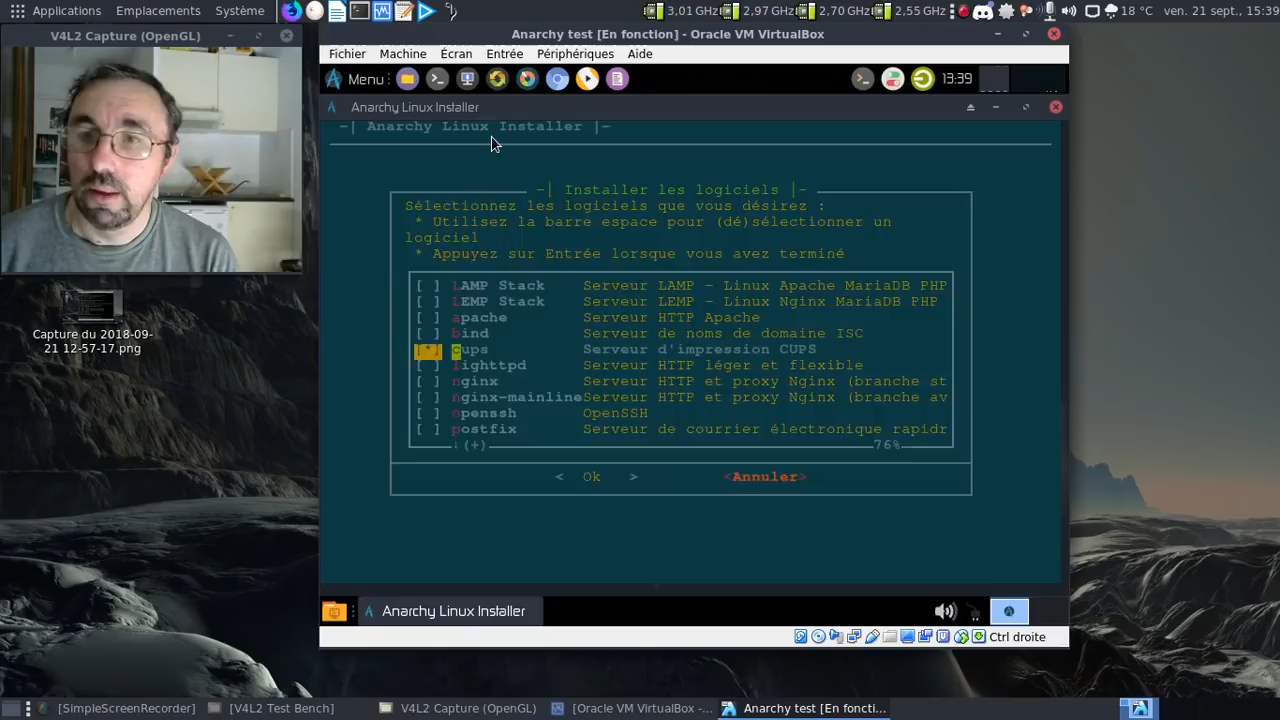 Applications Emplacements Système 3,01 GHz 2,97 GHz 2,70 GHz 2,55 GHz 18 °C ven. 21 sept., 15:39
V4L2 Capture (OpenGL)
Anarchy test [En fonction] - Oracle VM VirtualBox
Fichier Machine Écran Entrée Périphériques Aide
Menu 13:39
Anarchy Linux Installer
-| Anarchy Linux Installer |-
-| Installer les logiciels |-
Sélectionnez les logiciels que vous désirez :
* Utilisez la barre espace pour (dé)sélectionner un
logiciel
* Appuyez sur Entrée lorsque vous avez terminé
[ ] LAMP Stack Serveur LAMP - Linux Apache MariaDB PHP
[ ] LEMP Stack Serveur LEMP - Linux Nginx MariaDB PHP
[ ] apache Serveur HTTP Apache
[ ] bind Serveur de noms de domaine ISC
[*] cups Serveur d'impression CUPS
[ ] lighttpd Serveur HTTP léger et flexible
[ ] nginx Serveur HTTP et proxy Nginx (branche st
[ ] nginx-mainline Serveur HTTP et proxy Nginx (branche av
[ ] openssh OpenSSH
[ ] postfix Serveur de courrier électronique rapidr
↓(+) 76%
< Ok > <Annuler>
Capture du 2018-09-
21 12-57-17.png
Anarchy Linux Installer
Ctrl droite
[SimpleScreenRecorder] [V4L2 Test Bench] V4L2 Capture (OpenGL) [Oracle VM VirtualBox -... Anarchy test [En foncti...